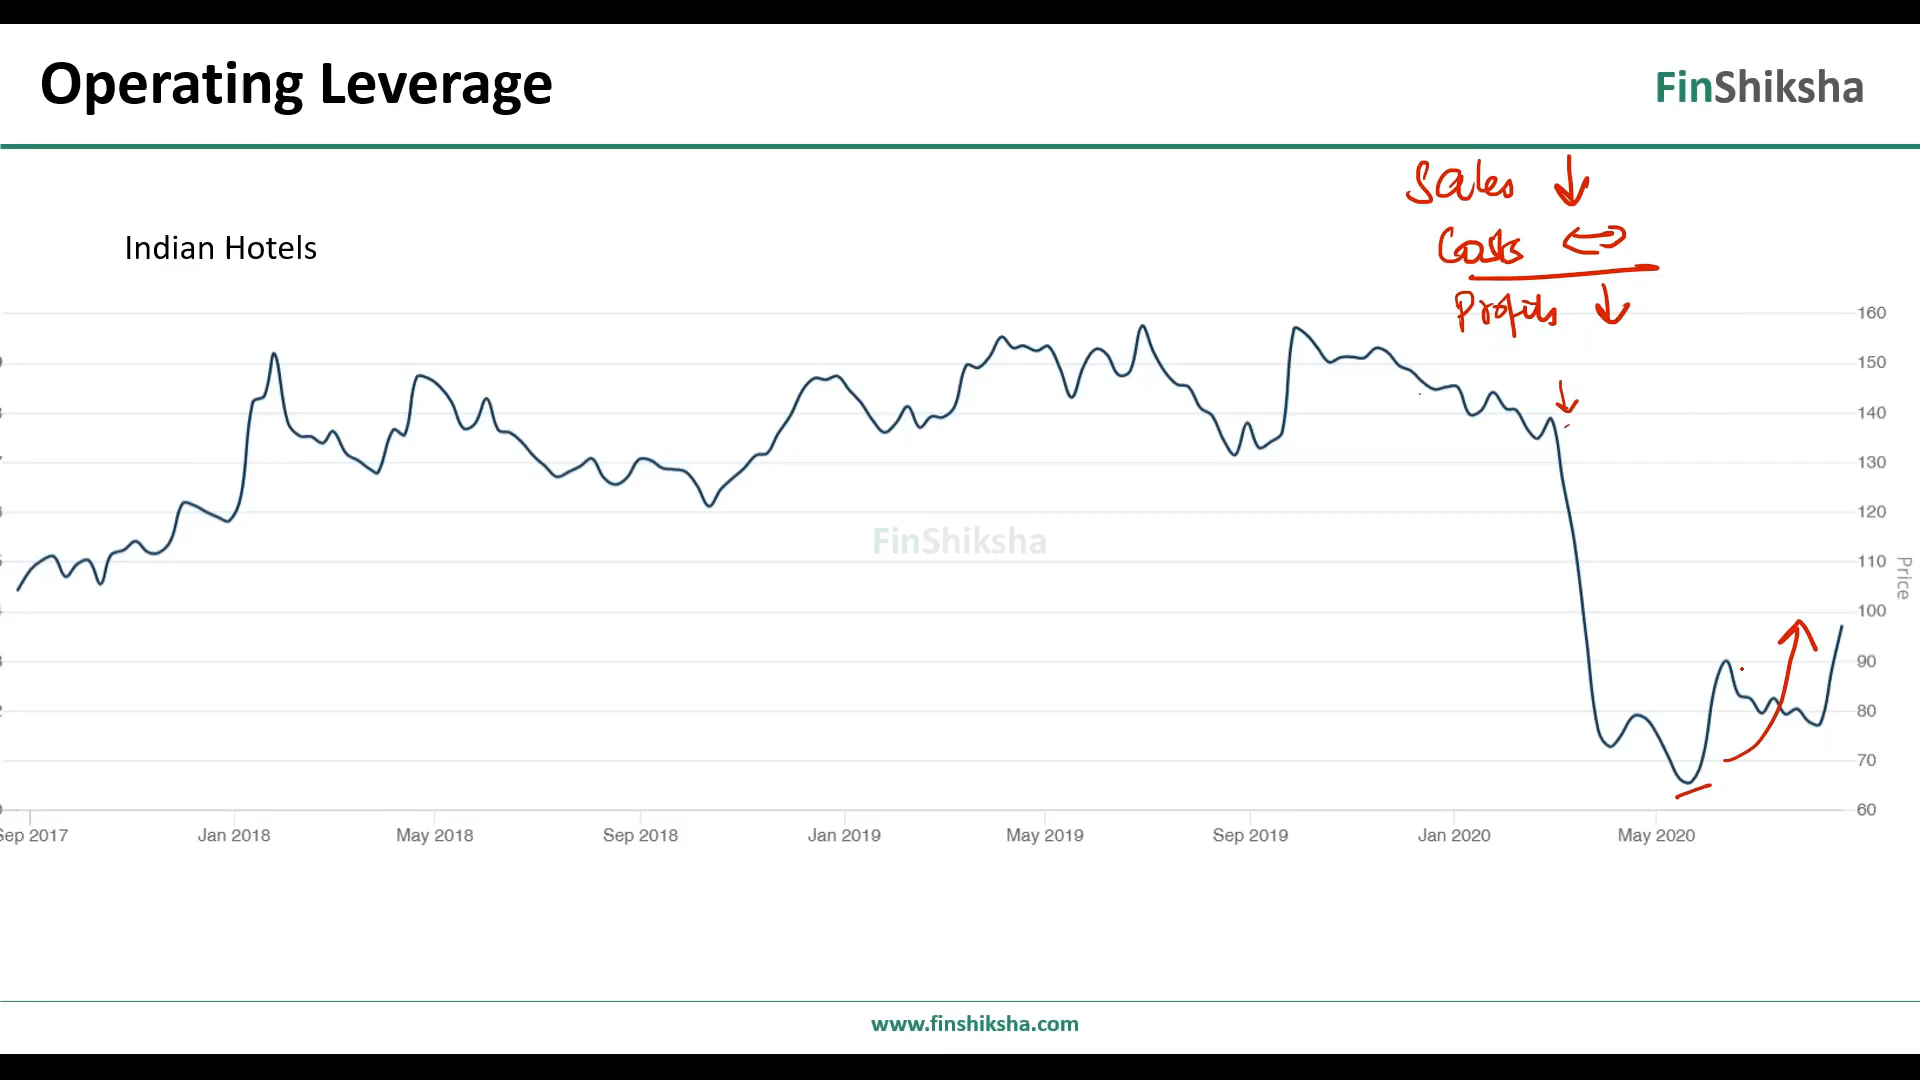 Operating Leverage
FinShiksha
Sales ↓
Costs ⇔
Profits ↓
Indian Hotels
160
150
140
130
120
110
100
90
80
70
60
Price
FinShiksha
Sep 2017 Jan 2018 May 2018 Sep 2018 Jan 2019 May 2019 Sep 2019 Jan 2020 May 2020
www.finshiksha.com